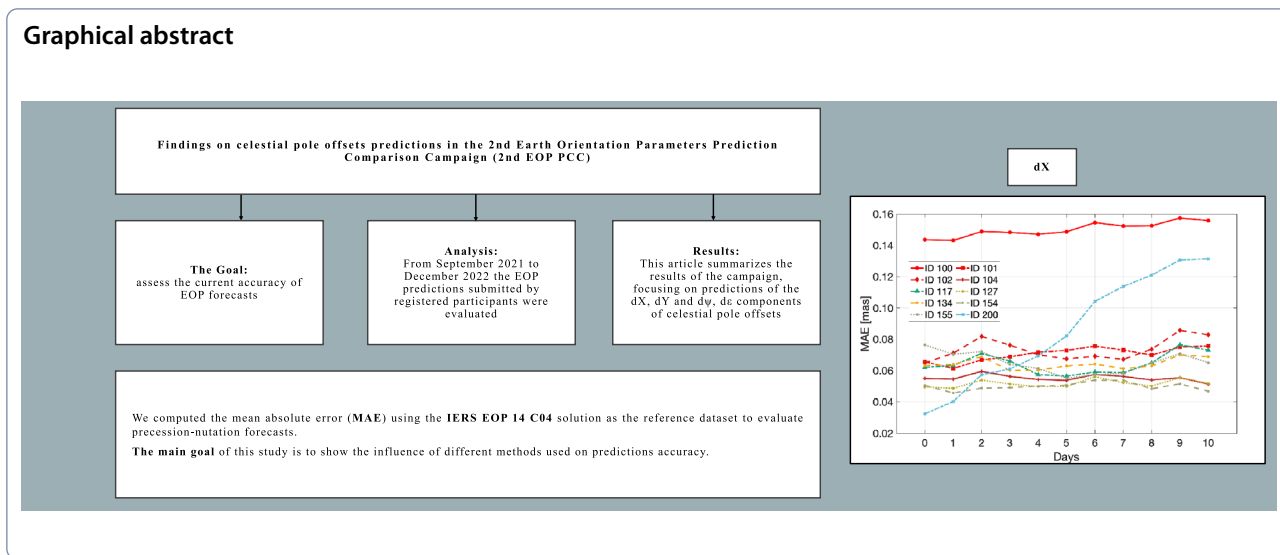 Graphical abstract
Findings on celestial pole offsets predictions in the 2nd Earth Orientation Parameters Prediction
Comparison Campaign (2nd EOP PCC)
The Goal:
assess the current accuracy of
EOP forecasts
Analysis:
From September 2021 to
December 2022 the EOP
predictions submitted by
registered participants were
evaluated
Results:
This article summarizes the
results of the campaign,
focusing on predictions of the
dX, dY and dψ, dε components
of celestial pole offsets
We computed the mean absolute error (MAE) using the IERS EOP 14 C04 solution as the reference dataset to evaluate
precession-nutation forecasts.
The main goal of this study is to show the influence of different methods used on predictions accuracy.
dX
MAE [mas]
0.16
0.14
0.12
0.10
0.08
0.06
0.04
0.02
ID 100 ID 101
ID 102 ID 104
ID 117 ID 127
ID 134 ID 154
ID 155 ID 200
0 1 2 3 4 5 6 7 8 9 10
Days